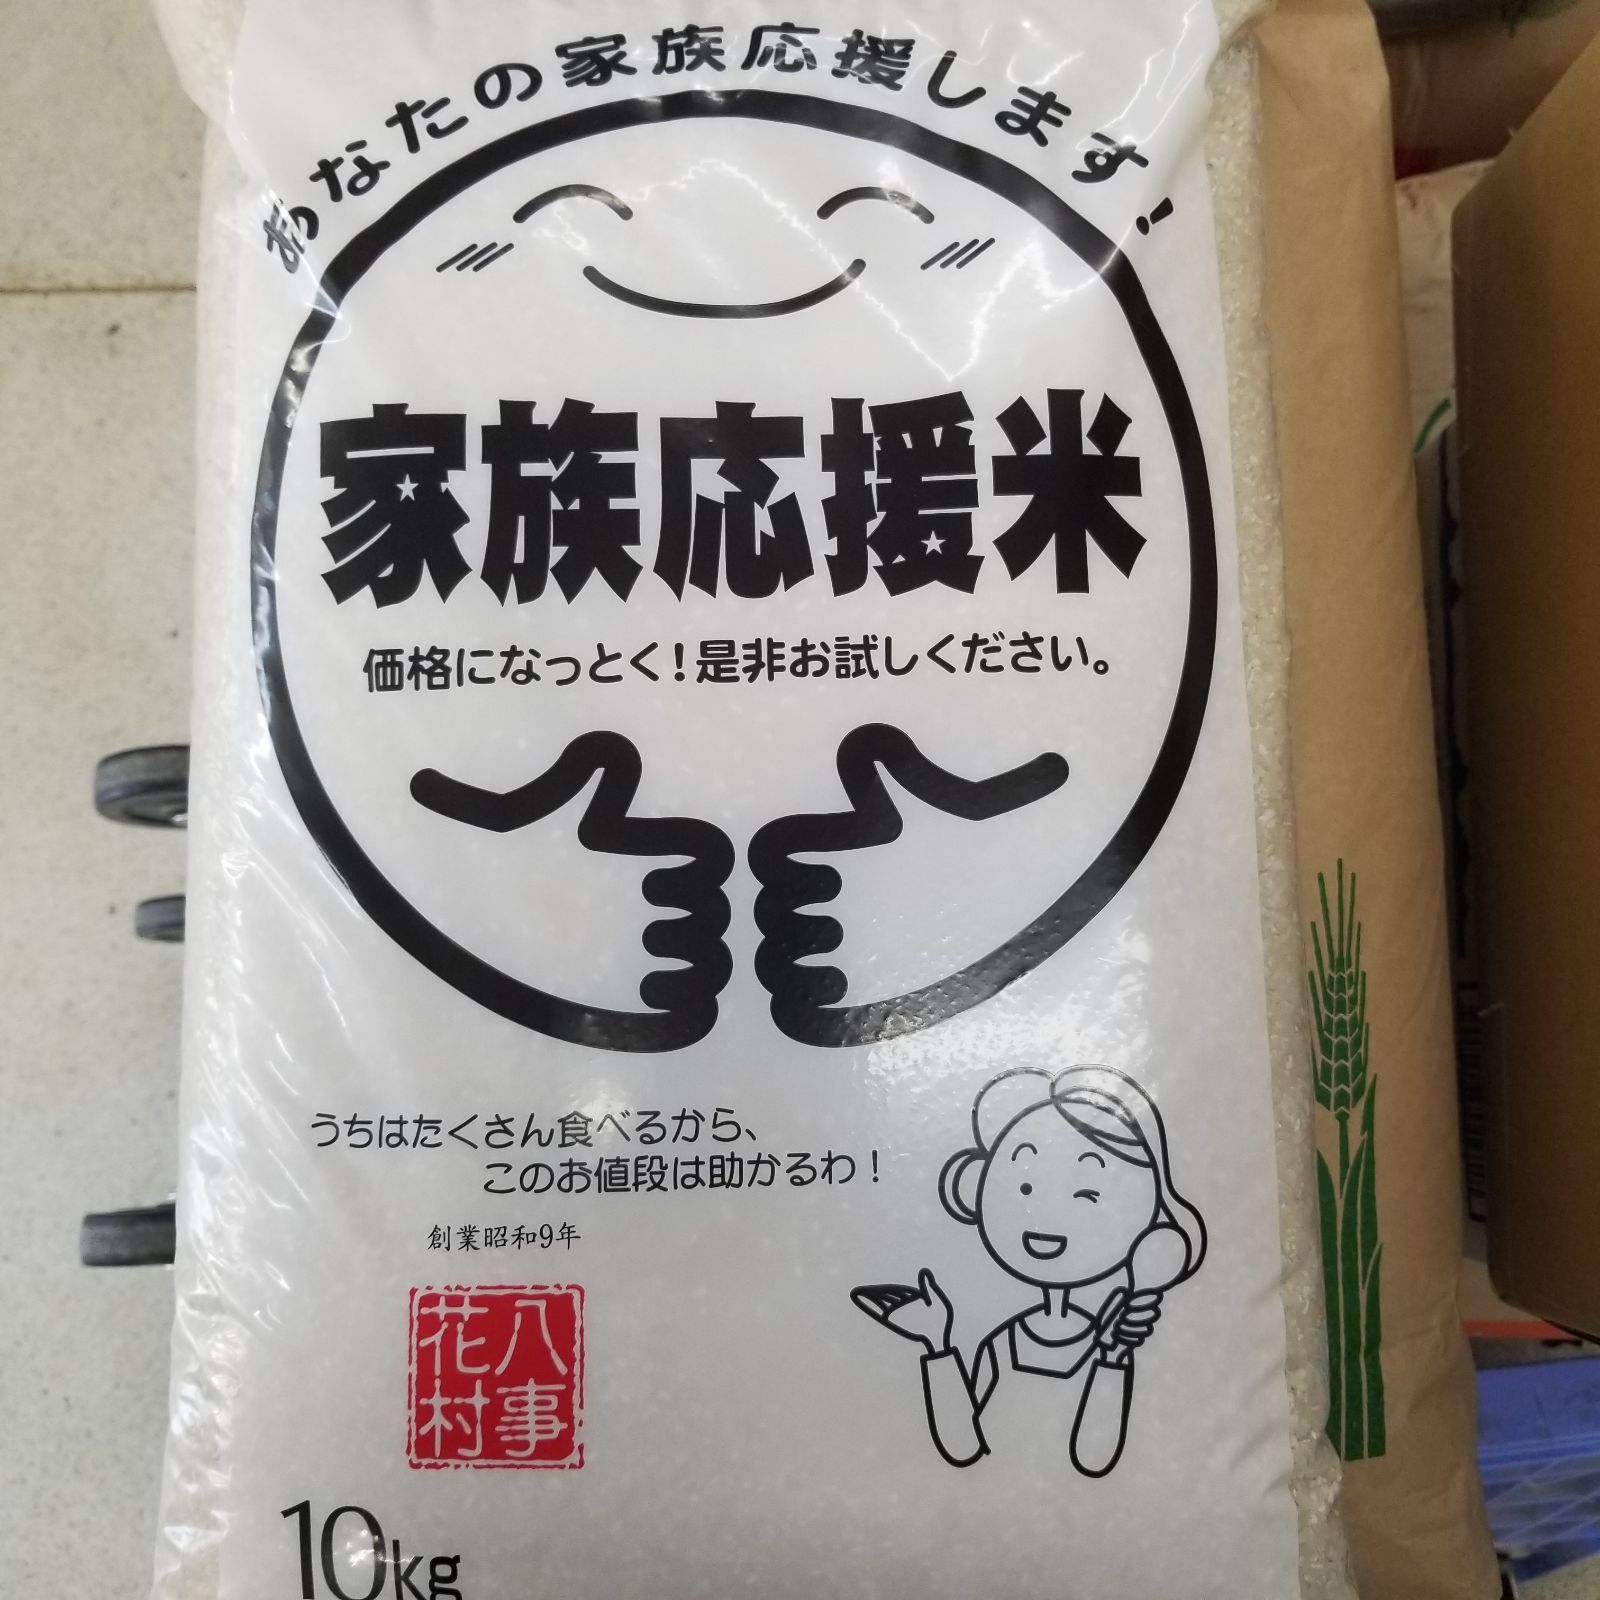 あなたの家族応援します!
家族応援米
価格になっとく!是非お試しください。
うちはたくさん食べるから、
このお値段は助かるわ!
創業昭和9年
八事
花村
10kg